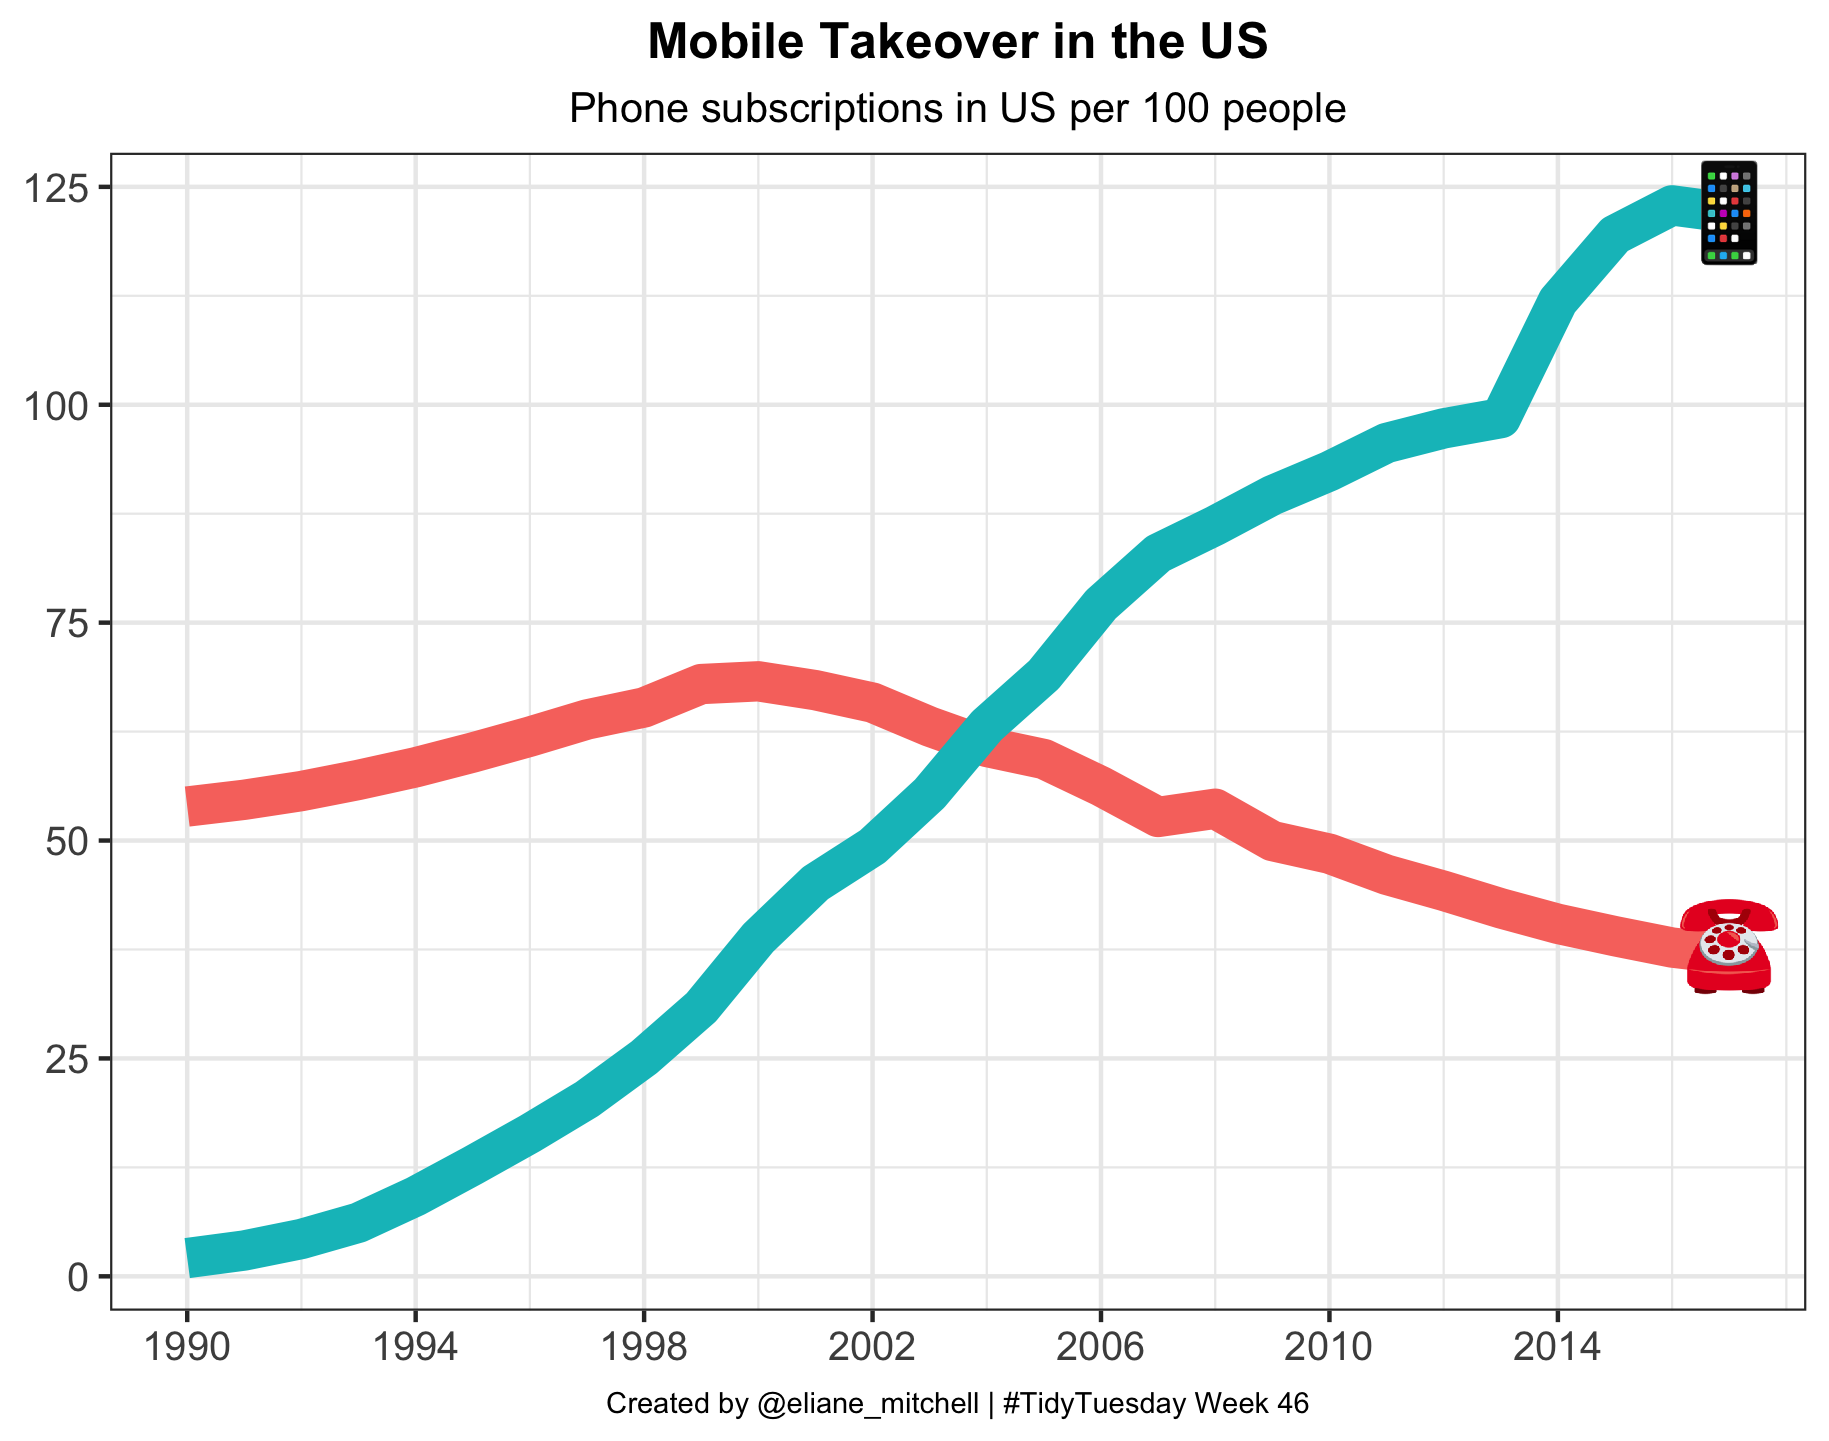 Mobile Takeover in the US
Phone subscriptions in US per 100 people
125
100
75
50
25
0
1990 1994 1998 2002 2006 2010 2014
Created by @eliane_mitchell | #TidyTuesday Week 46